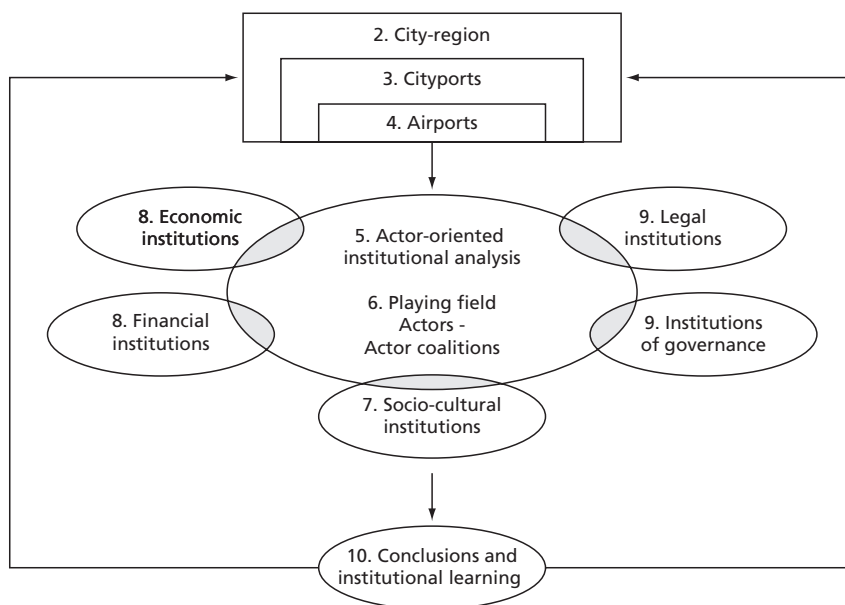 2. City-region
3. Cityports
4. Airports
8. Economic
institutions
9. Legal
institutions
5. Actor-oriented
institutional analysis
8. Financial
institutions
6. Playing field
Actors -
Actor coalitions
9. Institutions
of governance
7. Socio-cultural
institutions
10. Conclusions and
institutional learning